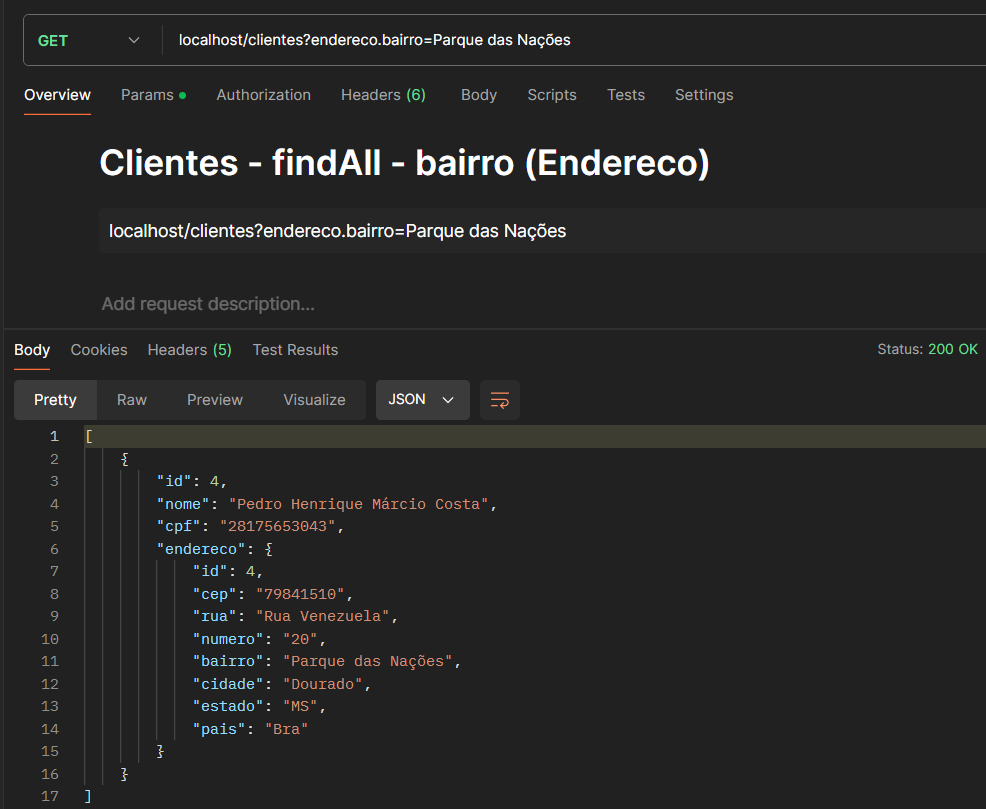 GET localhost/clientes?endereco.bairro=Parque das Nações
Overview Params Authorization Headers (6) Body Scripts Tests Settings
Clientes - findAll - bairro (Endereco)
localhost/clientes?endereco.bairro=Parque das Nações
Add request description...
Body Cookies Headers (5) Test Results Status: 200 OK
Pretty Raw Preview Visualize JSON
1 [
2 {
3 "id": 4,
4 "nome": "Pedro Henrique Márcio Costa",
5 "cpf": "28175653043",
6 "endereco": {
7 "id": 4,
8 "cep": "79841510",
9 "rua": "Rua Venezuela",
10 "numero": "20",
11 "bairro": "Parque das Nações",
12 "cidade": "Dourado",
13 "estado": "MS",
14 "pais": "Bra"
15 }
16 }
17 ]